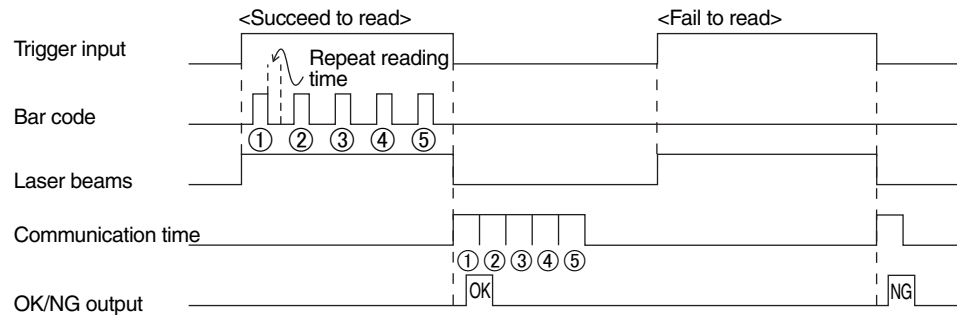 <Succeed to read>
<Fail to read>
Trigger input
Repeat reading
time
Bar code
① ② ③ ④ ⑤
Laser beams
Communication time
① ② ③ ④ ⑤
OK/NG output
OK
NG